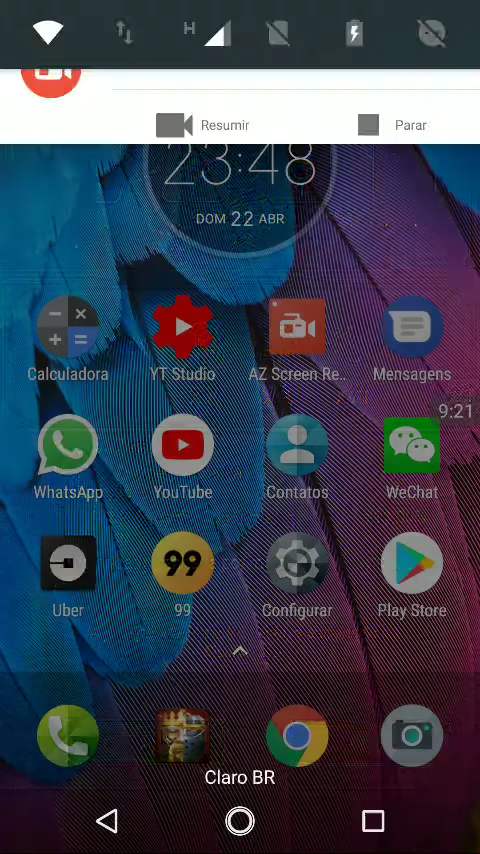 H
Resumir
Parar
23:48
DOM 22 ABR
Calculadora
YT Studio
AZ Screen Re..
Mensagens
9:21
WhatsApp
YouTube
Contatos
WeChat
Uber
99
99
Configurar
Play Store
Claro BR